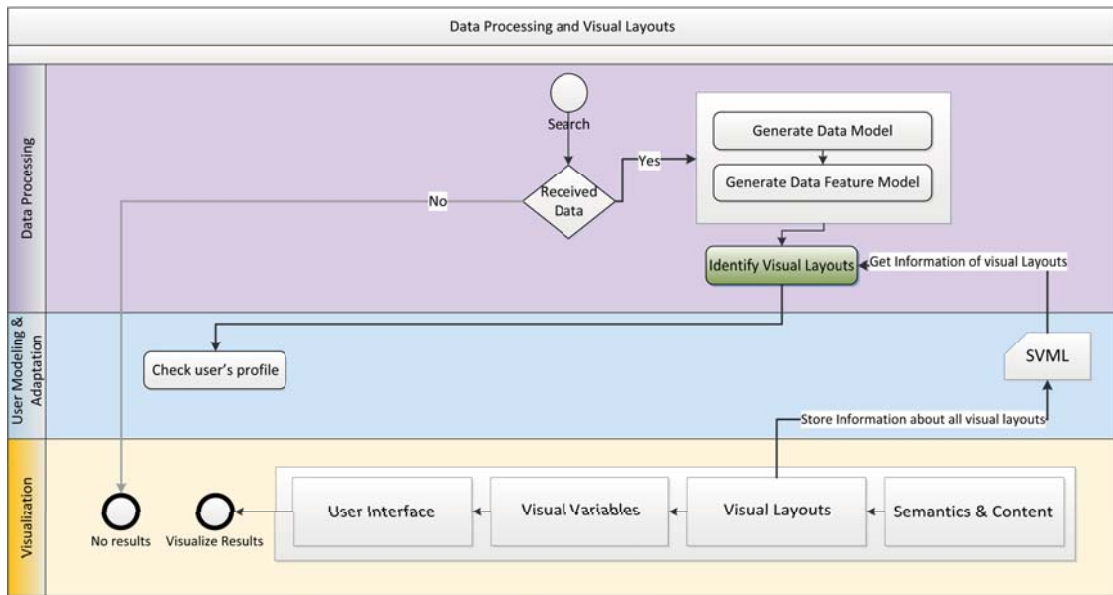 Data Processing and Visual Layouts
Data Processing
Search
Received
Data
Yes
No
Generate Data Model
Generate Data Feature Model
Identify Visual Layouts
Get Information of visual Layouts
User Modeling &
Adaptation
Check user's profile
SVML
Store Information about all visual layouts
Visualization
No results
Visualize Results
User Interface
Visual Variables
Visual Layouts
Semantics & Content